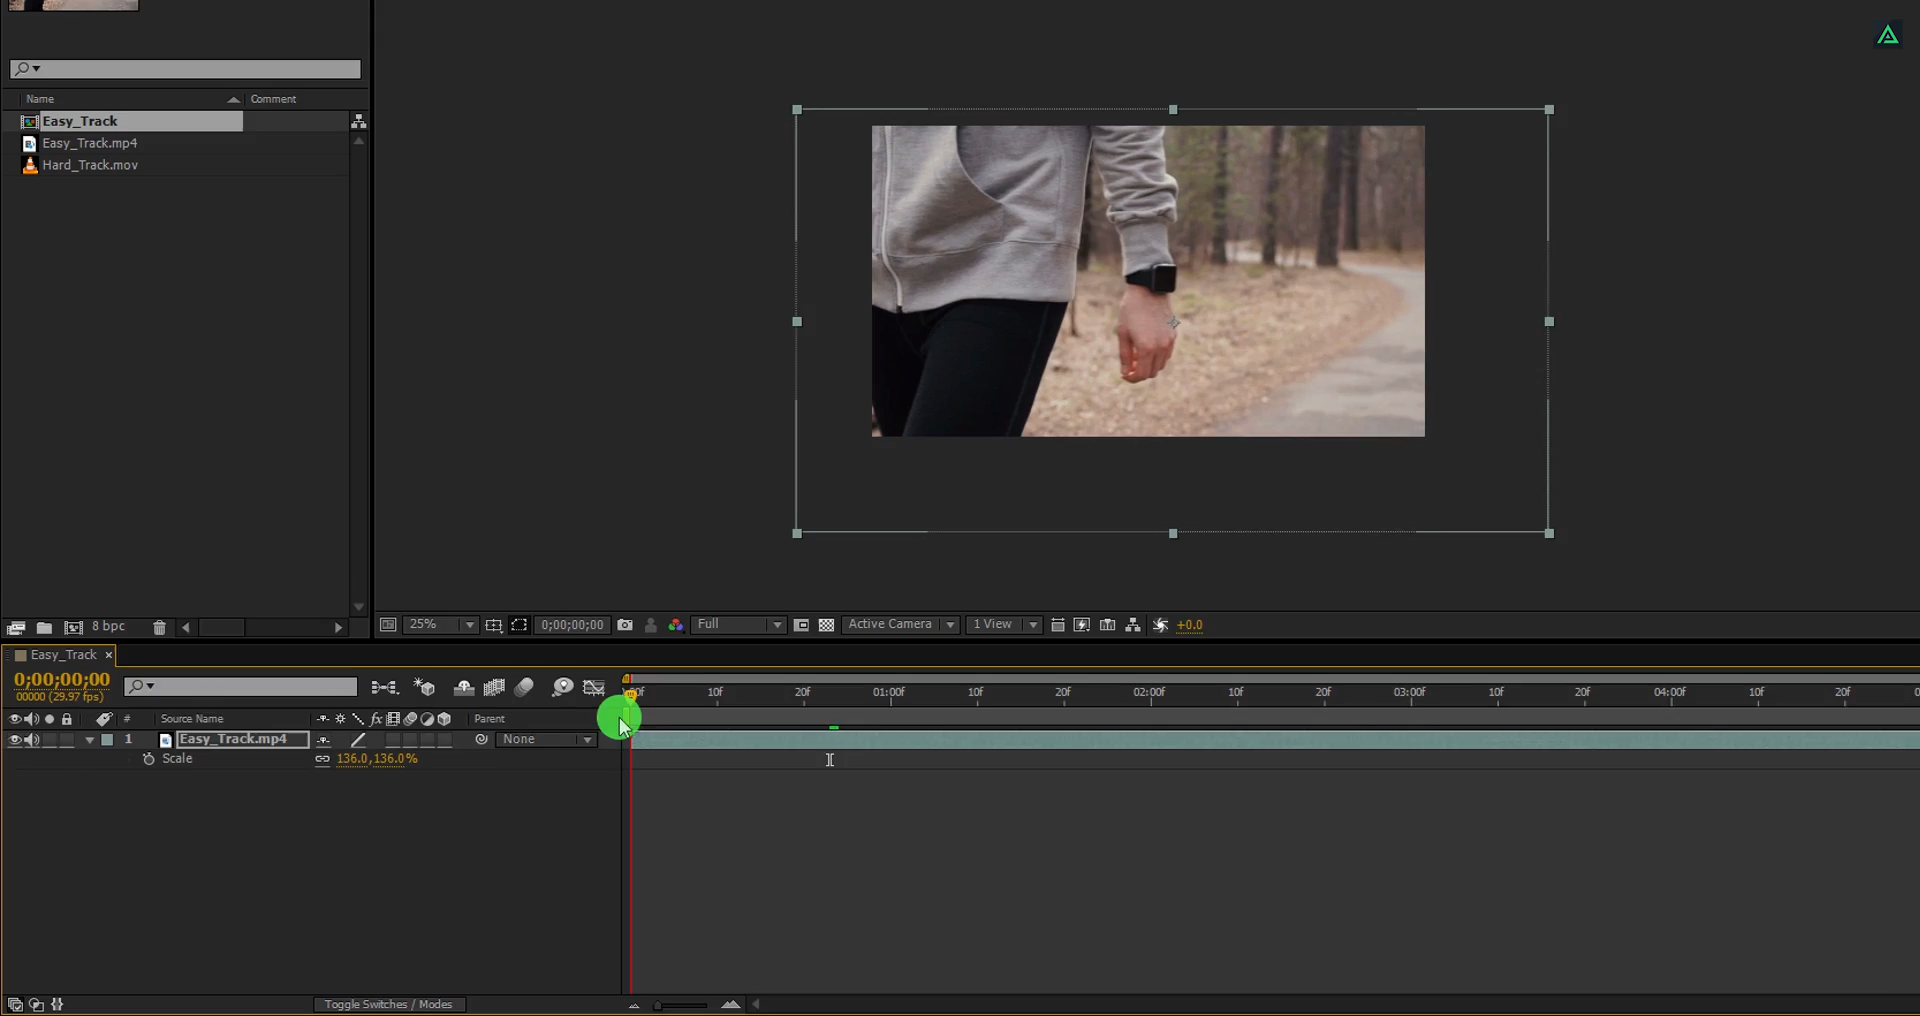 Name Comment
Easy_Track
Easy_Track.mp4
Hard_Track.mov
8 bpc
25% 0;00;00;00 Full Active Camera 1 View +0.0
Easy_Track ×
0;00;00;00
00000 (29.97 fps)
10f 20f 01:00f 10f 20f 02:00f 10f 20f 03:00f 10f 20f 04:00f 10f 20f
# Source Name fx Parent
1 Easy_Track.mp4 None
Scale 136.0,136.0%
Toggle Switches / Modes